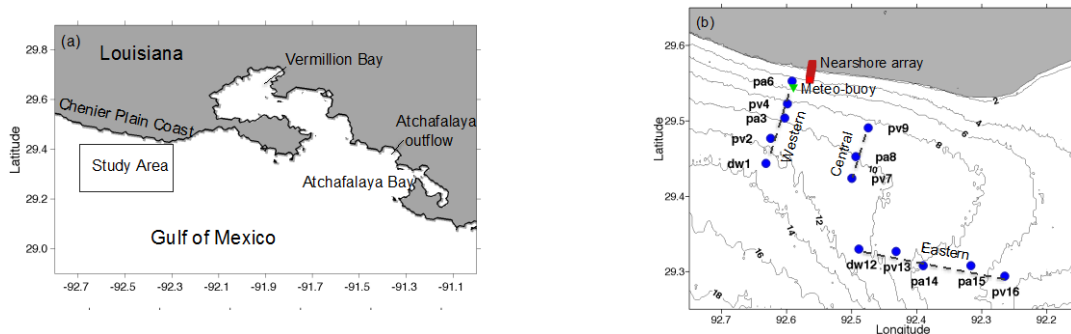 (a)
Louisiana
Vermillion Bay
Chenier Plain Coast
Atchafalaya
outflow
Study Area
Atchafalaya Bay
Gulf of Mexico
Latitude
29.8
29.6
29.4
29.2
29.0
-92.7 -92.5 -92.3 -92.1 -91.9 -91.7 -91.5 -91.3 -91.1
(b)
Nearshore array
pa6
Meteo-buoy
pv4
pa3
pv2
dw1
Western
Central
pv9
pa8
pv7
Eastern
dw12
pv13
pa14
pa15
pv16
2
4
6
8
10
12
14
16
18
Latitude
29.6
29.5
29.4
29.3
92.7 92.6 92.5 92.4 92.3 92.2
Longitude